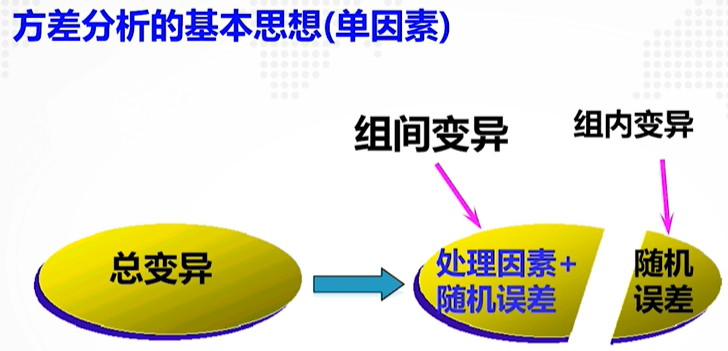 方差分析的基本思想(单因素)
组间变异
组内变异
总变异
处理因素+
随机误差
随机
误差